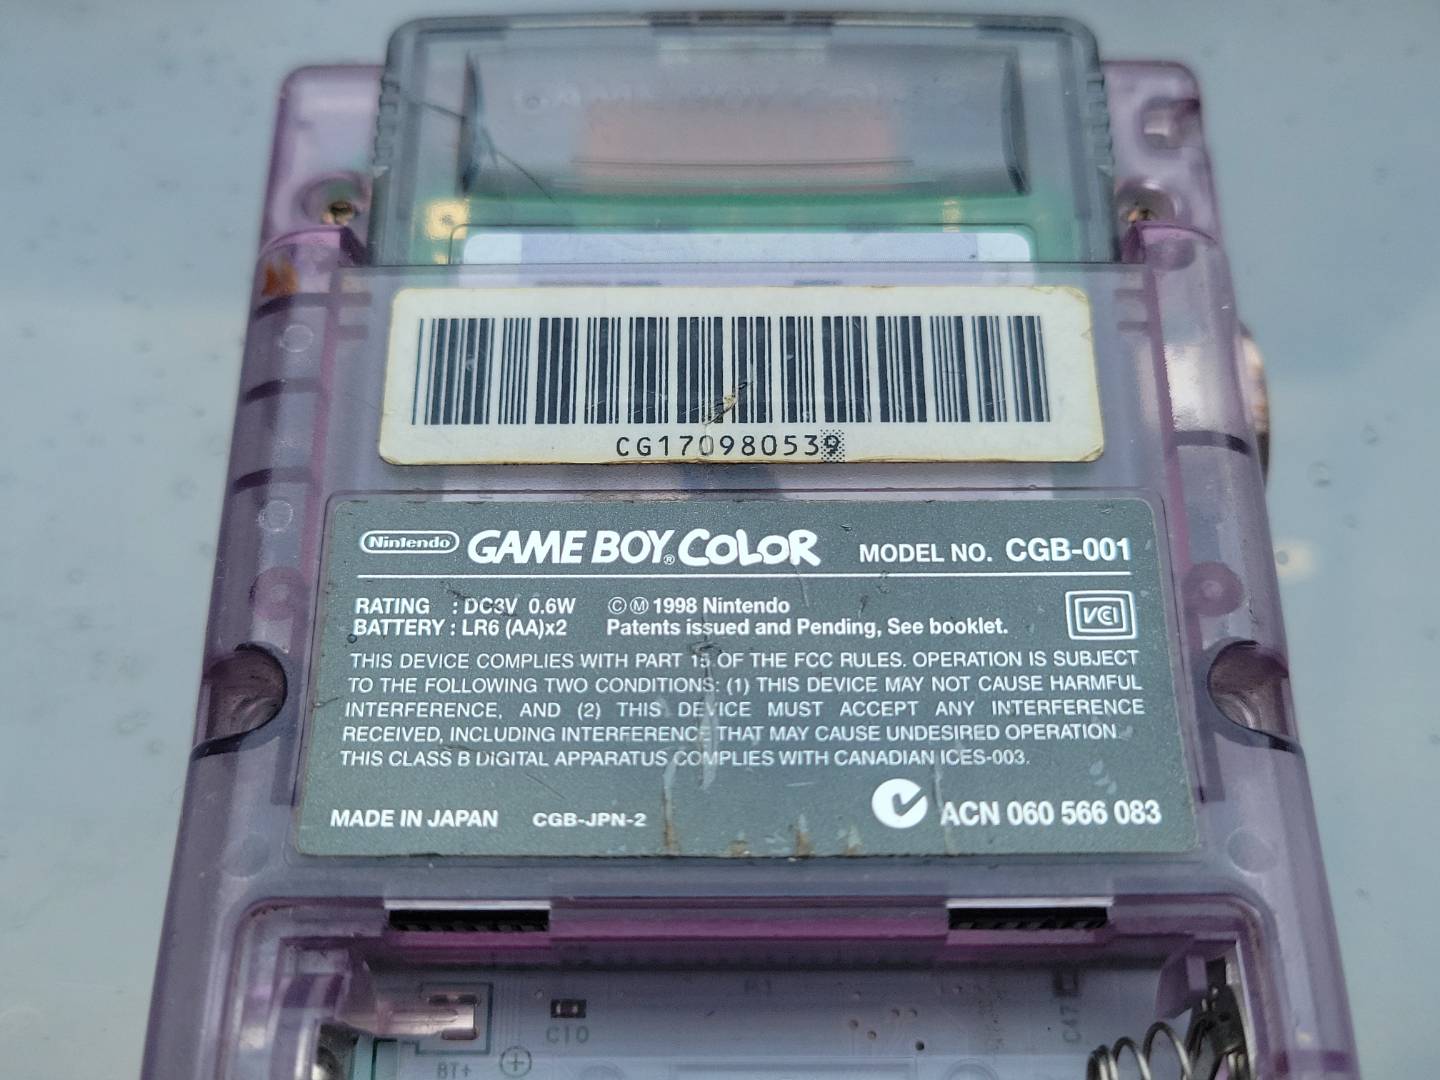 CG170980539
Nintendo GAME BOY® COLOR MODEL NO. CGB-001
RATING : DC3V 0.6W ©Ⓜ 1998 Nintendo
BATTERY : LR6 (AA)x2 Patents issued and Pending, See booklet.
VCI
THIS DEVICE COMPLIES WITH PART 15 OF THE FCC RULES. OPERATION IS SUBJECT
TO THE FOLLOWING TWO CONDITIONS: (1) THIS DEVICE MAY NOT CAUSE HARMFUL
INTERFERENCE, AND (2) THIS DEVICE MUST ACCEPT ANY INTERFERENCE
RECEIVED, INCLUDING INTERFERENCE THAT MAY CAUSE UNDESIRED OPERATION.
THIS CLASS B DIGITAL APPARATUS COMPLIES WITH CANADIAN ICES-003.
MADE IN JAPAN CGB-JPN-2 ACN 060 566 083
C10
C47
BT+